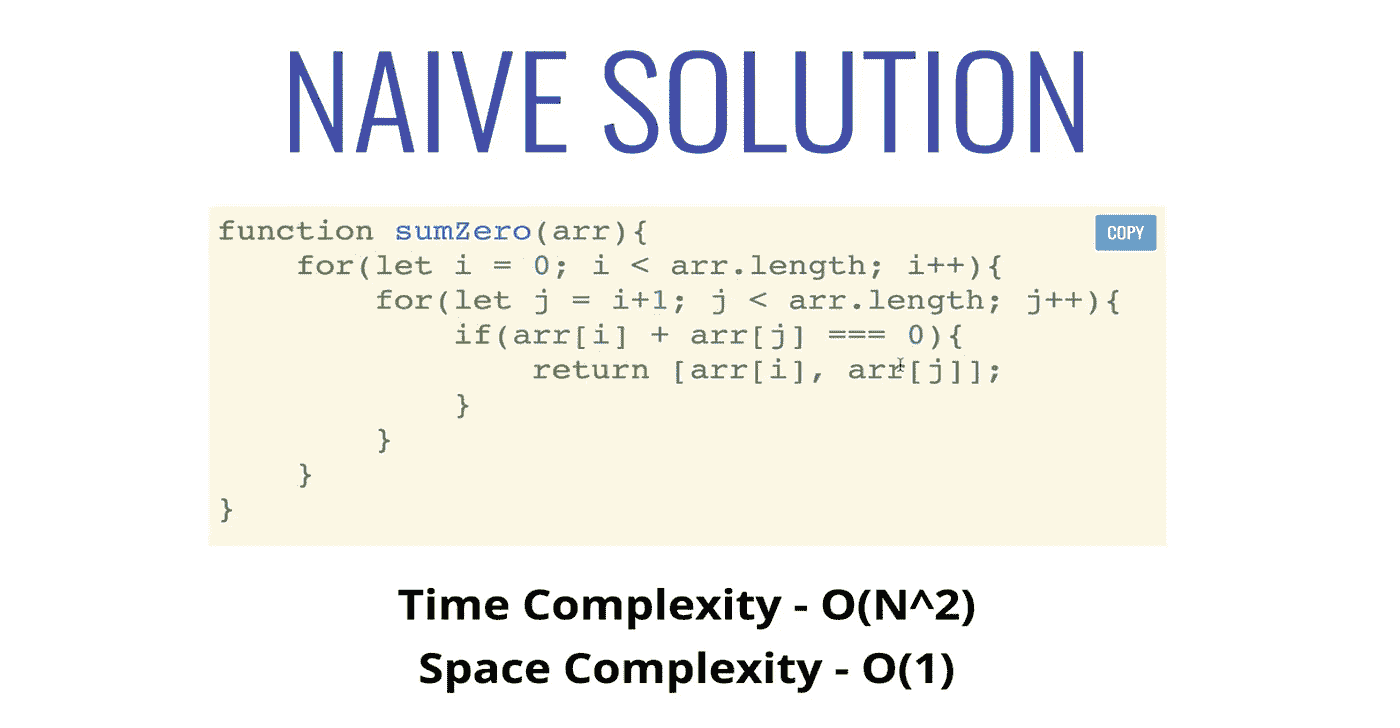 NAIVE SOLUTION
function sumZero(arr){
COPY
    for(let i = 0; i < arr.length; i++){
        for(let j = i+1; j < arr.length; j++){
            if(arr[i] + arr[j] === 0){
                return [arr[i], arr[j]];
            }
        }
    }
}
Time Complexity - O(N^2)
Space Complexity - O(1)